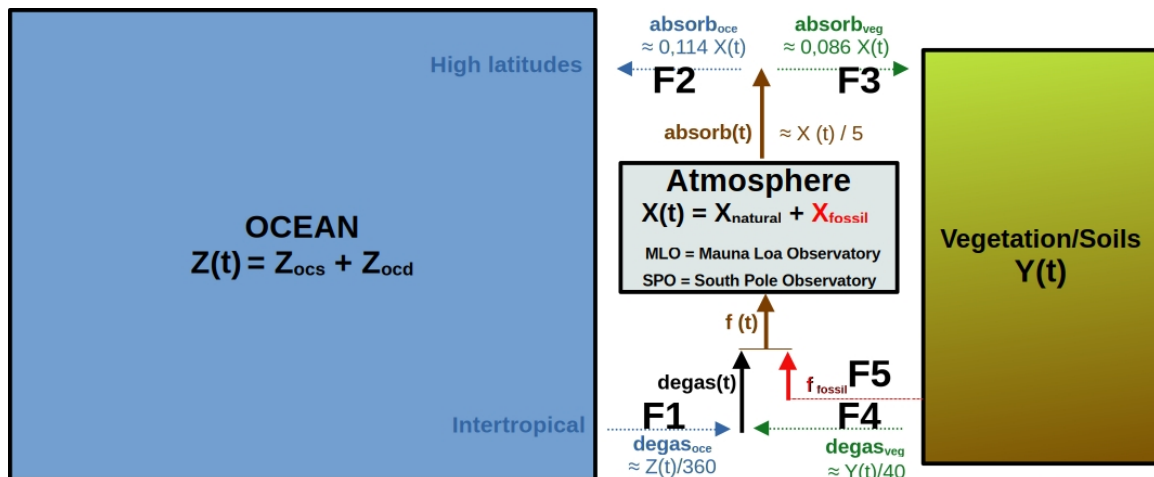 absorboce
≈ 0,114 X(t)
absorbveg
≈ 0,086 X(t)
High latitudes
F2
F3
absorb(t)
≈ X (t) / 5
Atmosphere
X(t) = Xnatural + Xfossil
MLO = Mauna Loa Observatory
SPO = South Pole Observatory
OCEAN
Z(t) = Zocs + Zocd
Vegetation/Soils
Y(t)
f (t)
degas(t)
f fossil F5
F1
F4
Intertropical
degasoce
≈ Z(t)/360
degasveg
≈ Y(t)/40